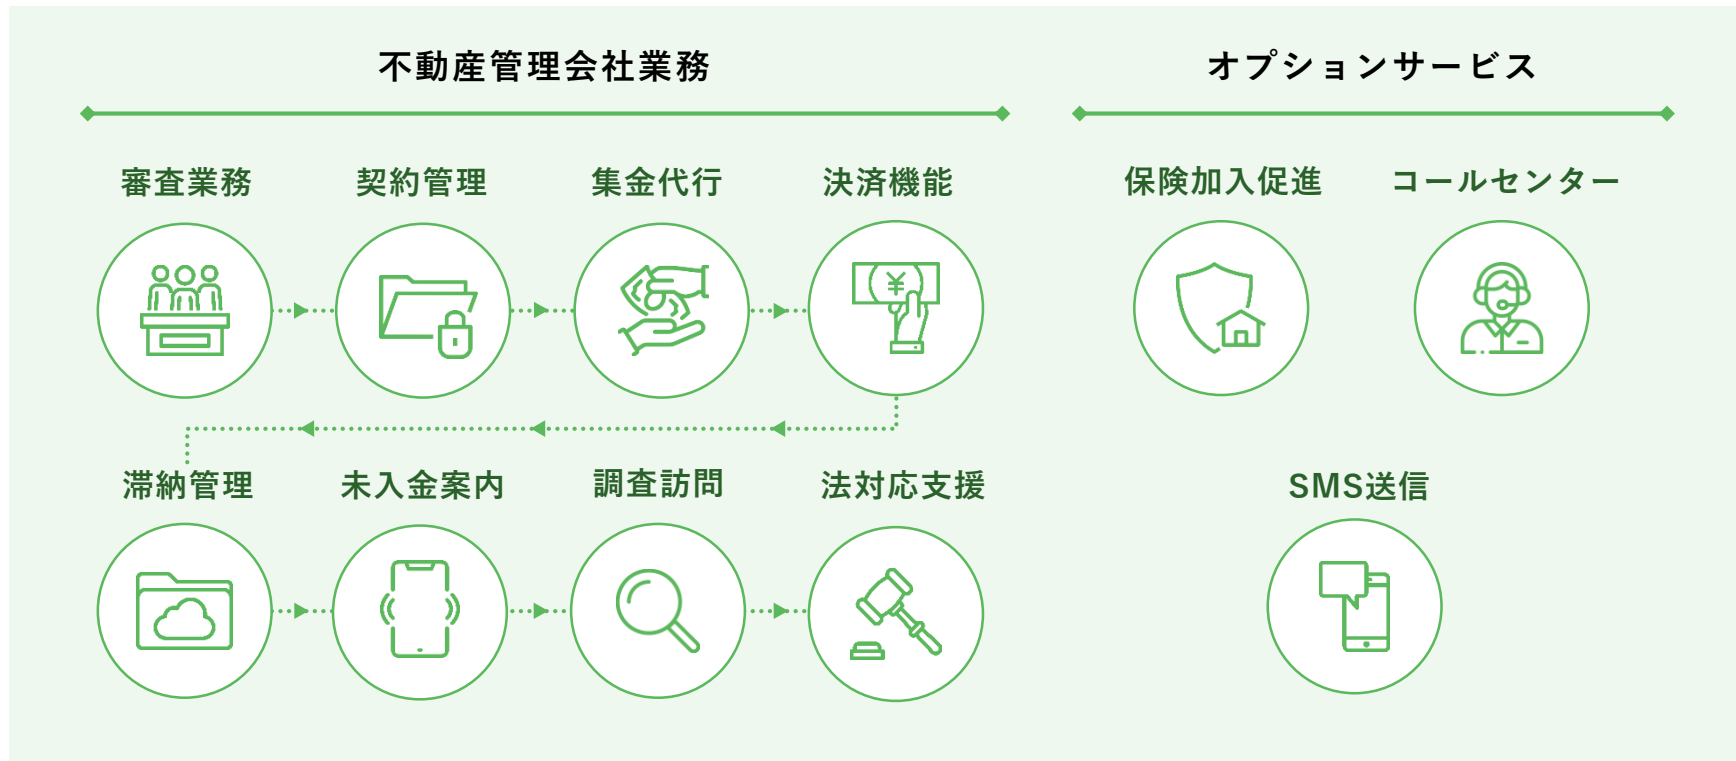 不動産管理会社業務
審査業務
契約管理
集金代行
決済機能
¥
滞納管理
未入金案内
調査訪問
法対応支援
オプションサービス
保険加入促進
コールセンター
SMS送信